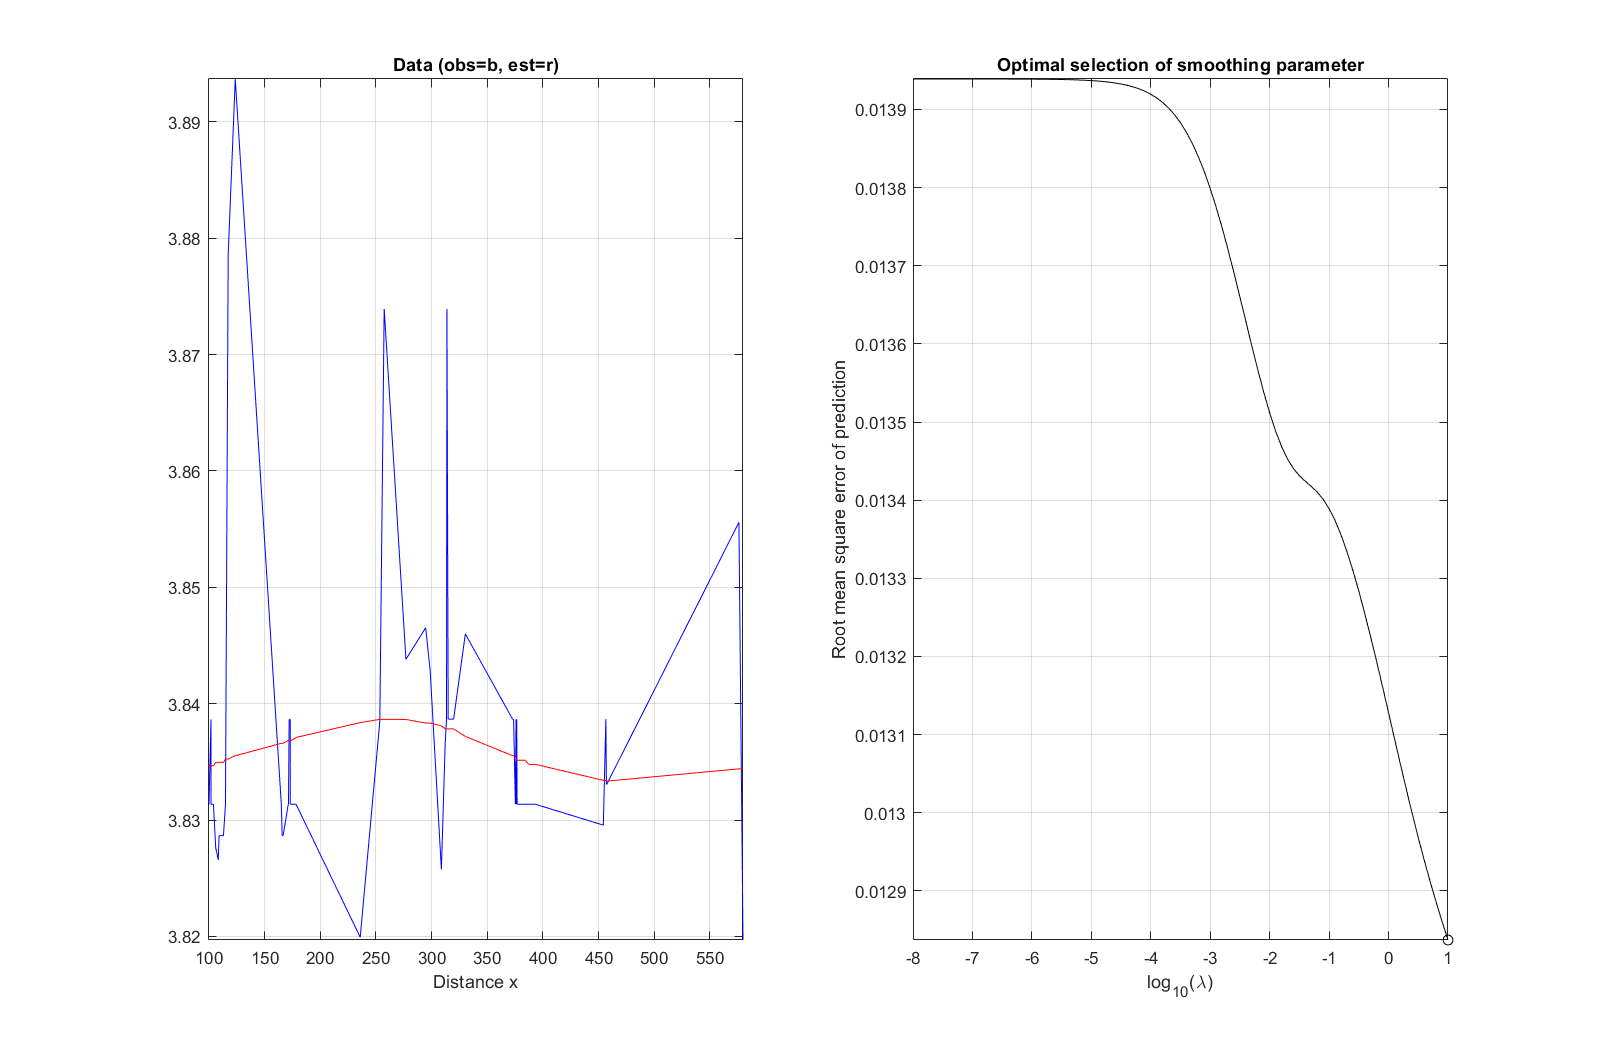 Data (obs=b, est=r)
3.89
3.88
3.87
3.86
3.85
3.84
3.83
3.82
100 150 200 250 300 350 400 450 500 550
Distance x
Optimal selection of smoothing parameter
Root mean square error of prediction
0.0139
0.0138
0.0137
0.0136
0.0135
0.0134
0.0133
0.0132
0.0131
0.013
0.0129
-8 -7 -6 -5 -4 -3 -2 -1 0 1
log10(λ)